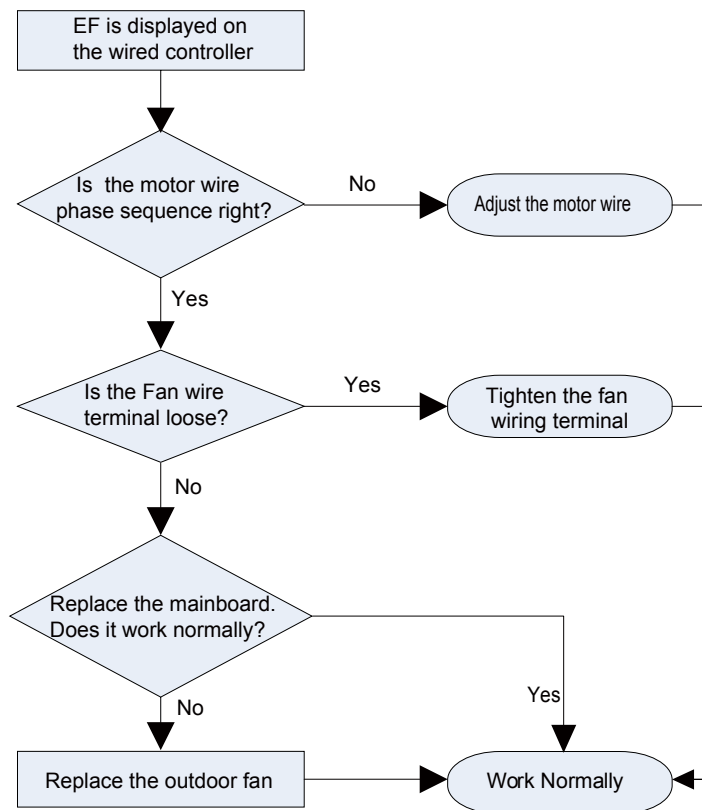 EF is displayed on
the wired controller
Is the motor wire
phase sequence right?
No
Adjust the motor wire
Yes
Is the Fan wire
terminal loose?
Yes
Tighten the fan
wiring terminal
No
Replace the mainboard.
Does it work normally?
Yes
No
Replace the outdoor fan
Work Normally